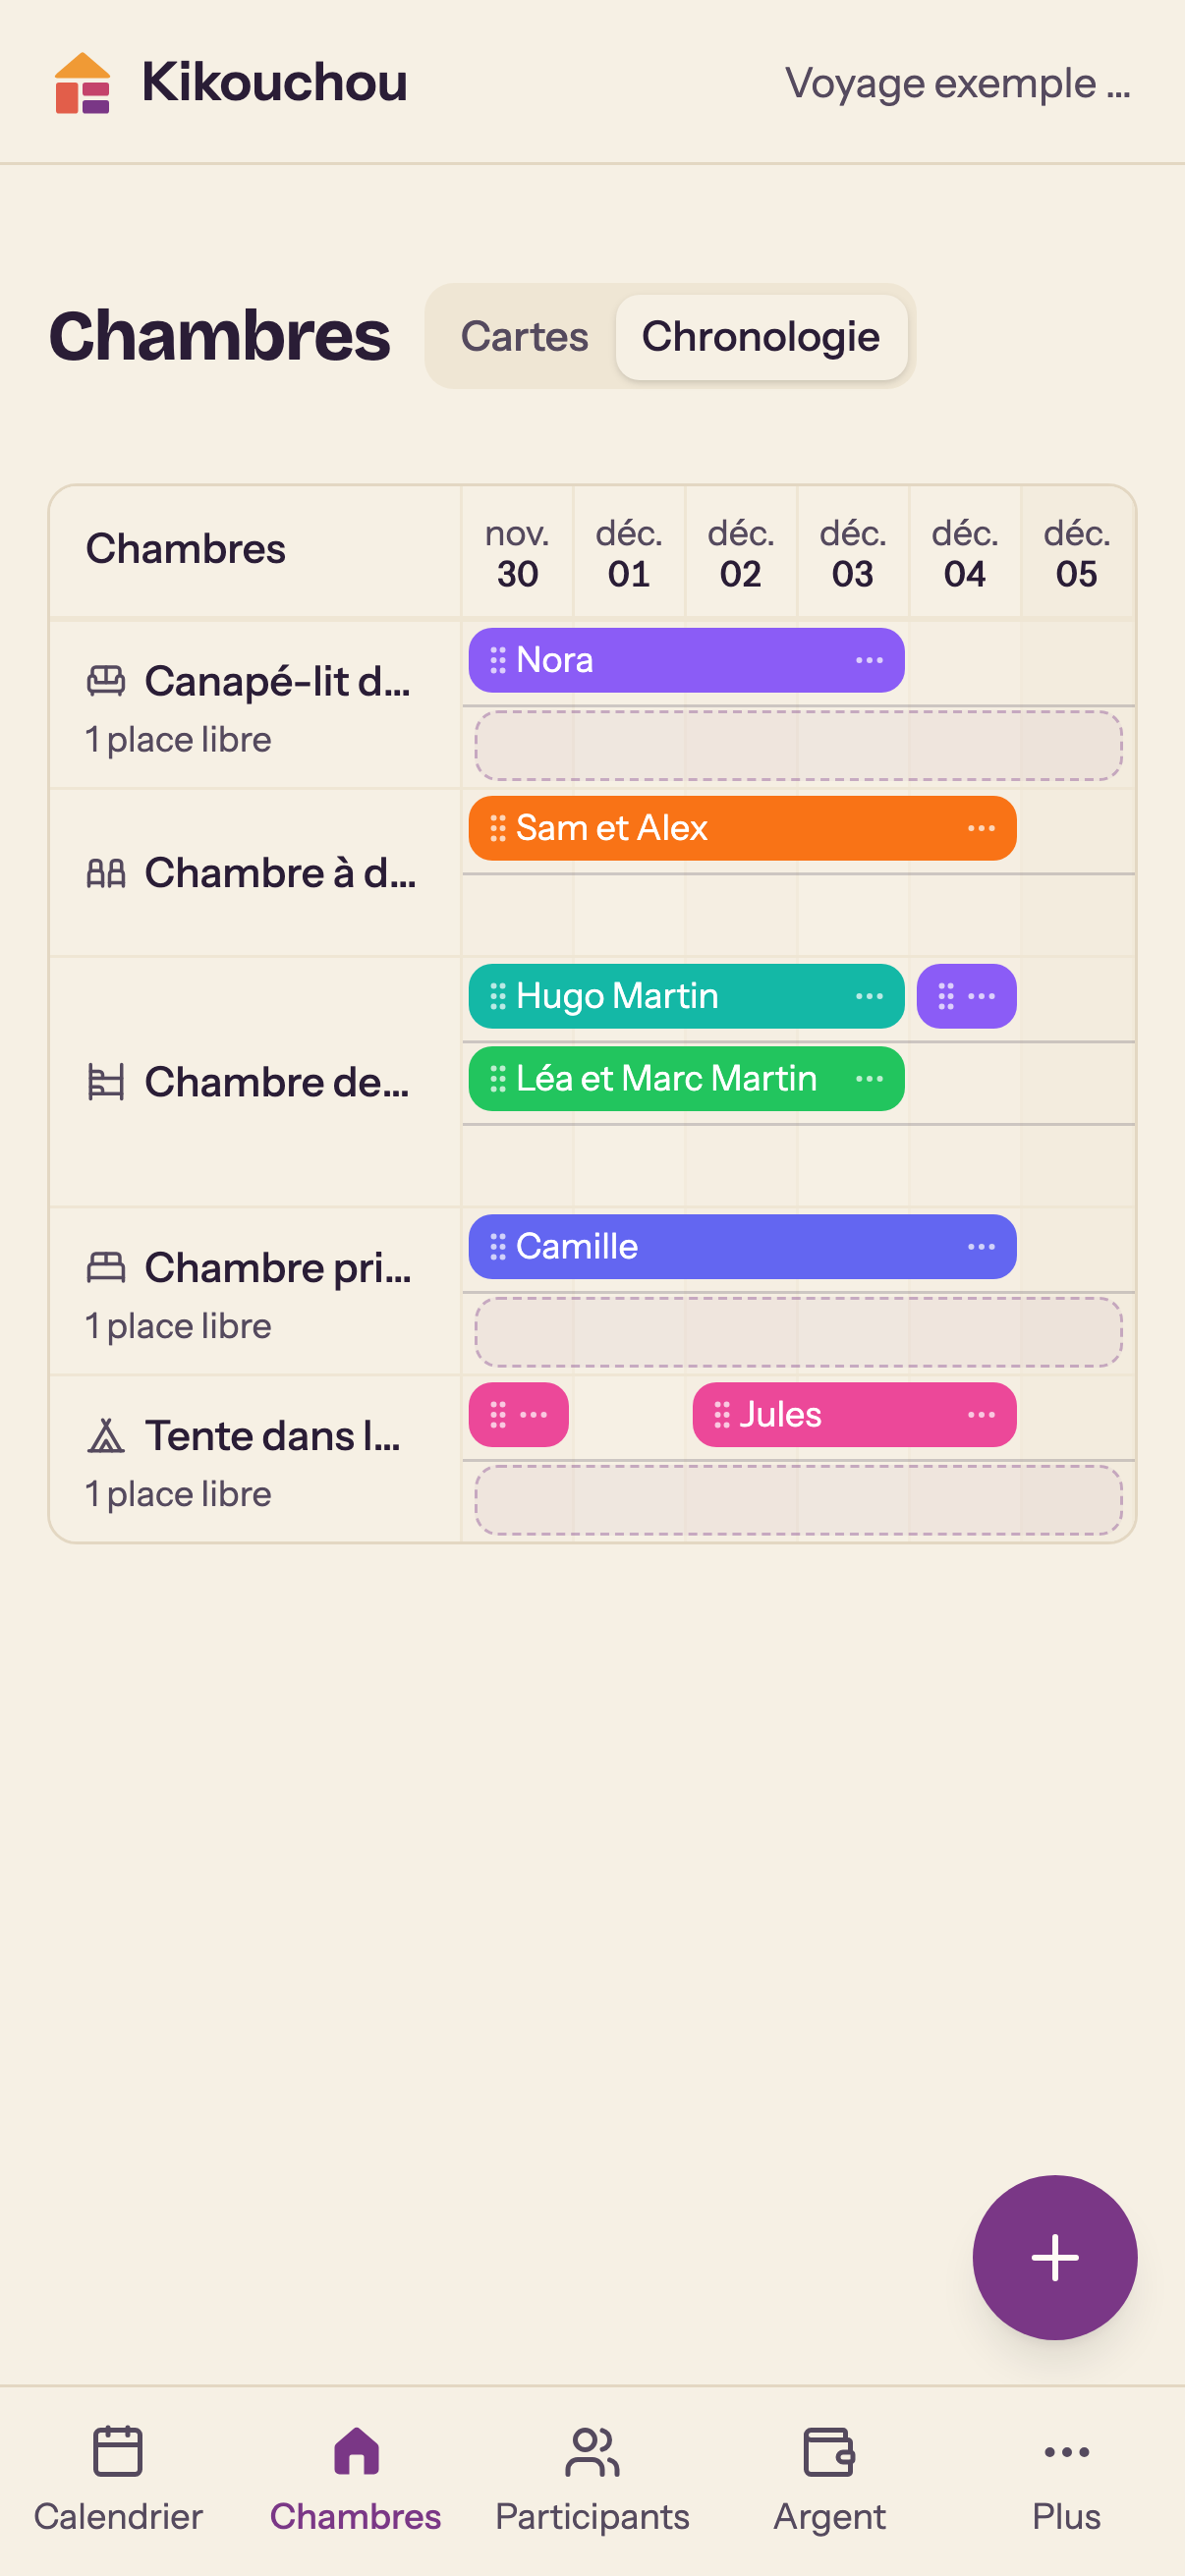 Kikouchou
Voyage exemple ...
Chambres
Cartes
Chronologie
Chambres
nov. 30
déc. 01
déc. 02
déc. 03
déc. 04
déc. 05
Canapé-lit d...
1 place libre
Nora
Chambre à d...
Sam et Alex
Chambre de...
Hugo Martin
Léa et Marc Martin
Chambre pri...
1 place libre
Camille
Tente dans l...
1 place libre
Jules
Calendrier
Chambres
Participants
Argent
Plus